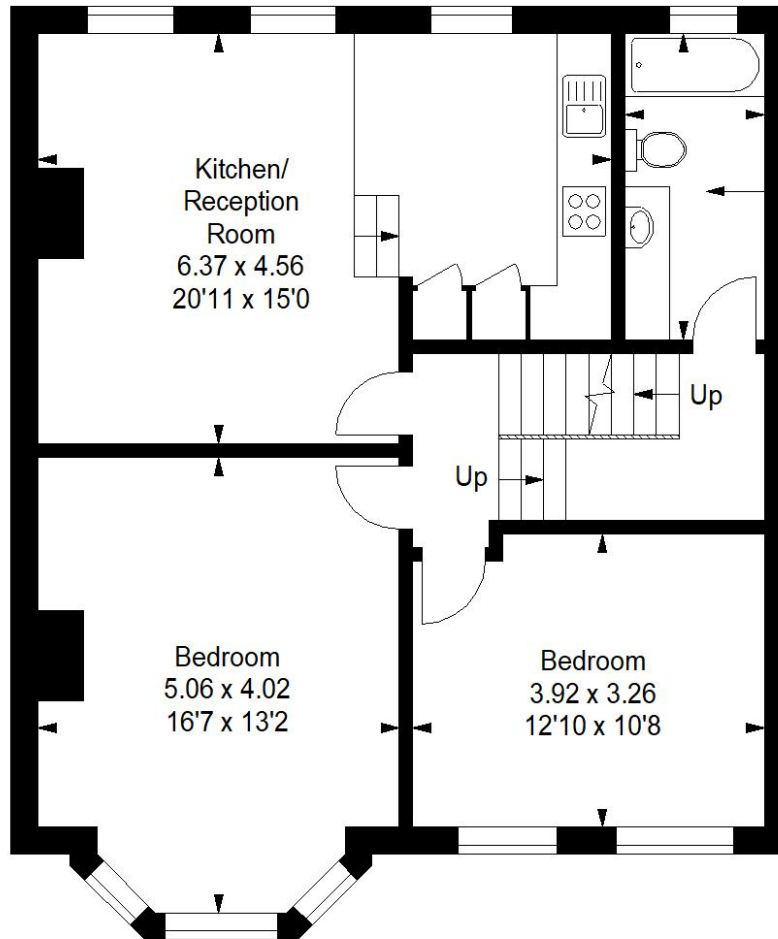 Kitchen/
Reception
Room
6.37 x 4.56
20'11 x 15'0
Up
Up
Bedroom
5.06 x 4.02
16'7 x 13'2
Bedroom
3.92 x 3.26
12'10 x 10'8